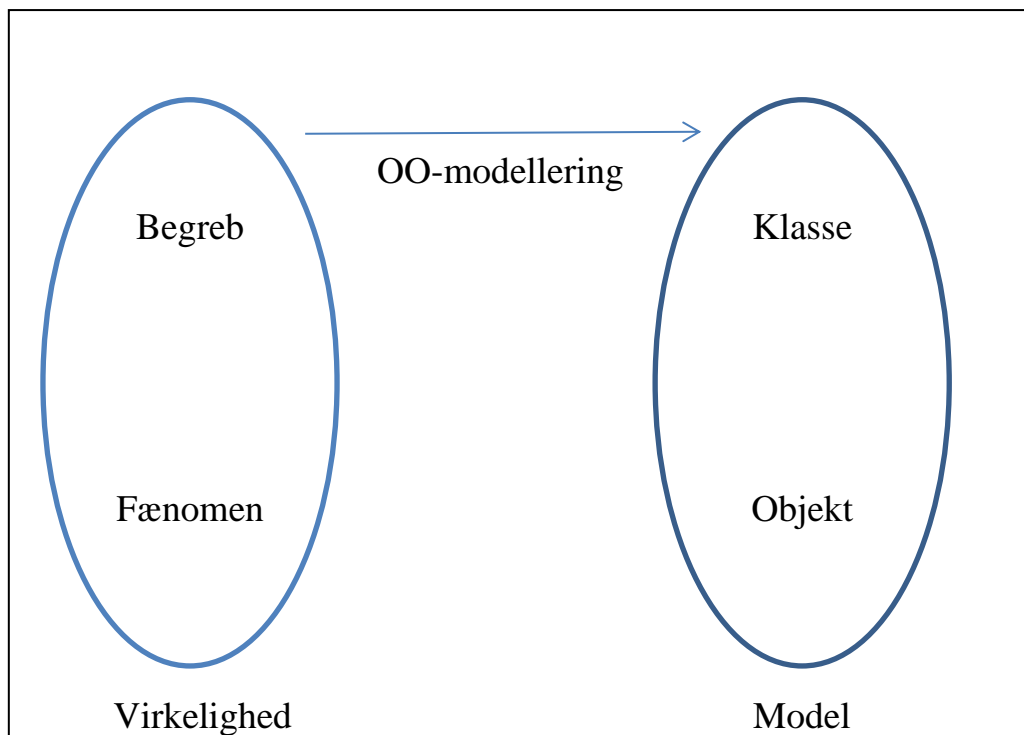 OO-modellering
Begreb
Klasse
Fænomen
Objekt
Virkelighed
Model